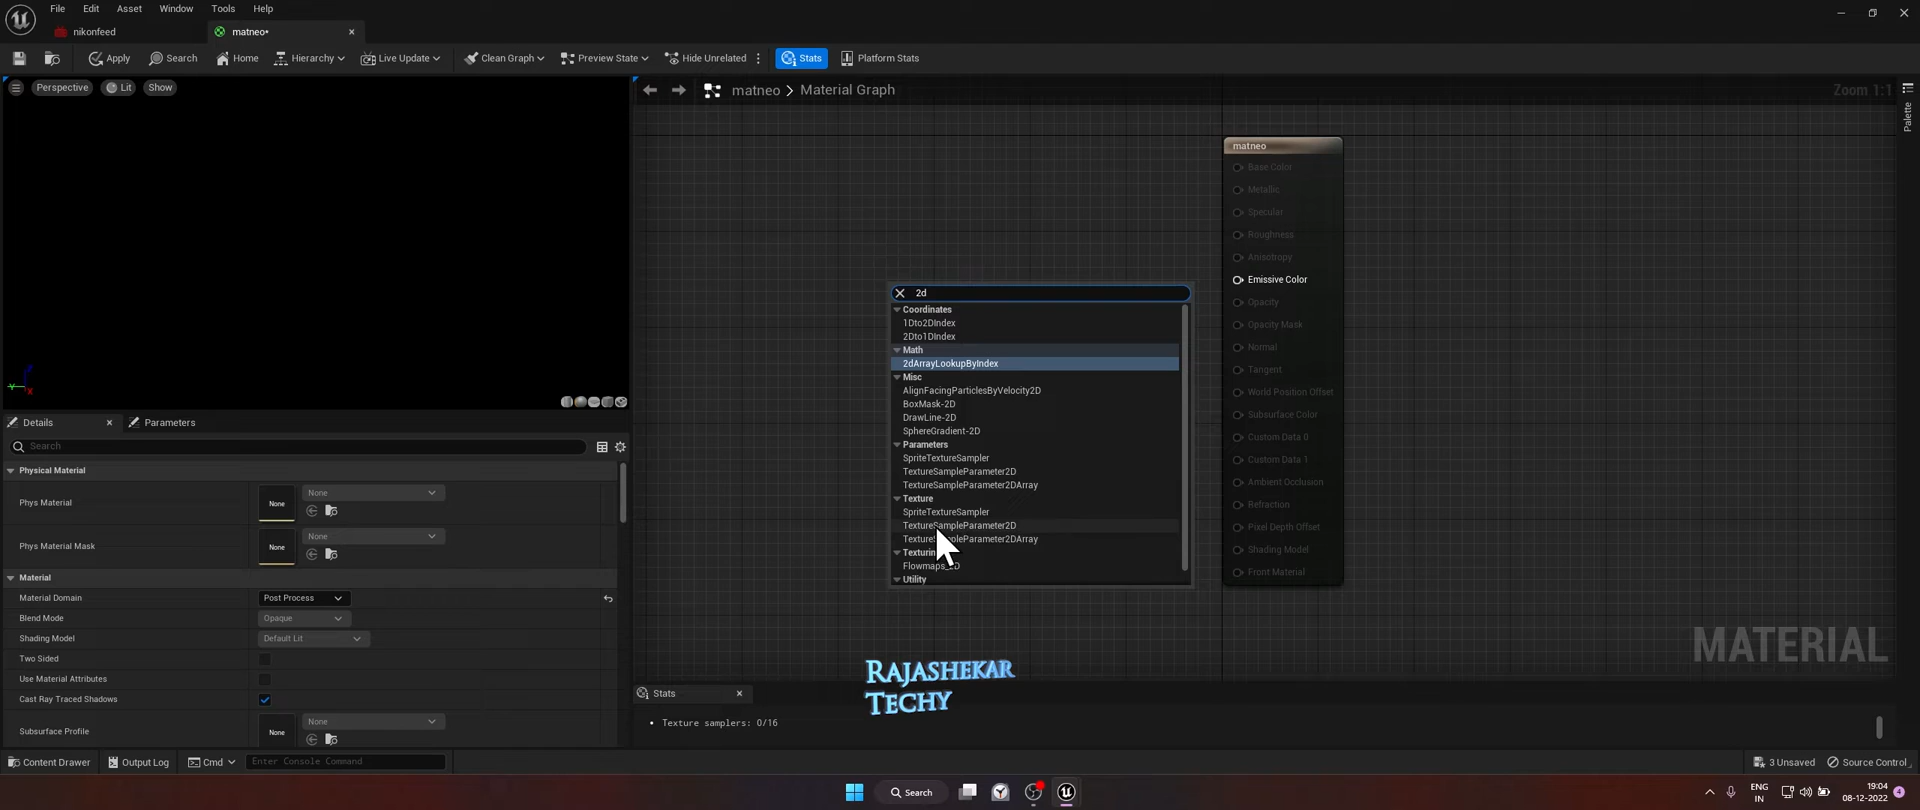 File Edit Asset Window Tools Help
nikonfeed matneo*
Apply Search Home Hierarchy Live Update Clean Graph Preview State Hide Unrelated Stats Platform Stats
Perspective Lit Show
matneo > Material Graph Zoom 1:1
Palette
matneo
Base Color
Metallic
Specular
Roughness
Anisotropy
Emissive Color
Opacity
Opacity Mask
Normal
Tangent
World Position Offset
Subsurface Color
Custom Data 0
Custom Data 1
Ambient Occlusion
Refraction
Pixel Depth Offset
Shading Model
Front Material
2d
Coordinates
1Dto2DIndex
2Dto1DIndex
Math
2dArrayLookupByIndex
Misc
AlignFacingParticlesByVelocity2D
BoxMask-2D
DrawLine-2D
SphereGradient-2D
Parameters
SpriteTextureSampler
TextureSampleParameter2D
TextureSampleParameter2DArray
Texture
SpriteTextureSampler
TextureSampleParameter2D
Utility
Y X
Details Parameters
Search
Physical Material
Phys Material None None
Phys Material Mask None None
Material
Material Domain Post Process
Blend Mode Opaque
Shading Model Default Lit
Two Sided
Use Material Attributes
Cast Ray Traced Shadows
Subsurface Profile None None
MATERIAL
RAJASHEKAR
TECHY
Stats
• Texture samplers: 0/16
Content Drawer Output Log Cmd Enter Console Command 3 Unsaved Source Control
Search
ENG
IN
19:04
08-12-2022
4